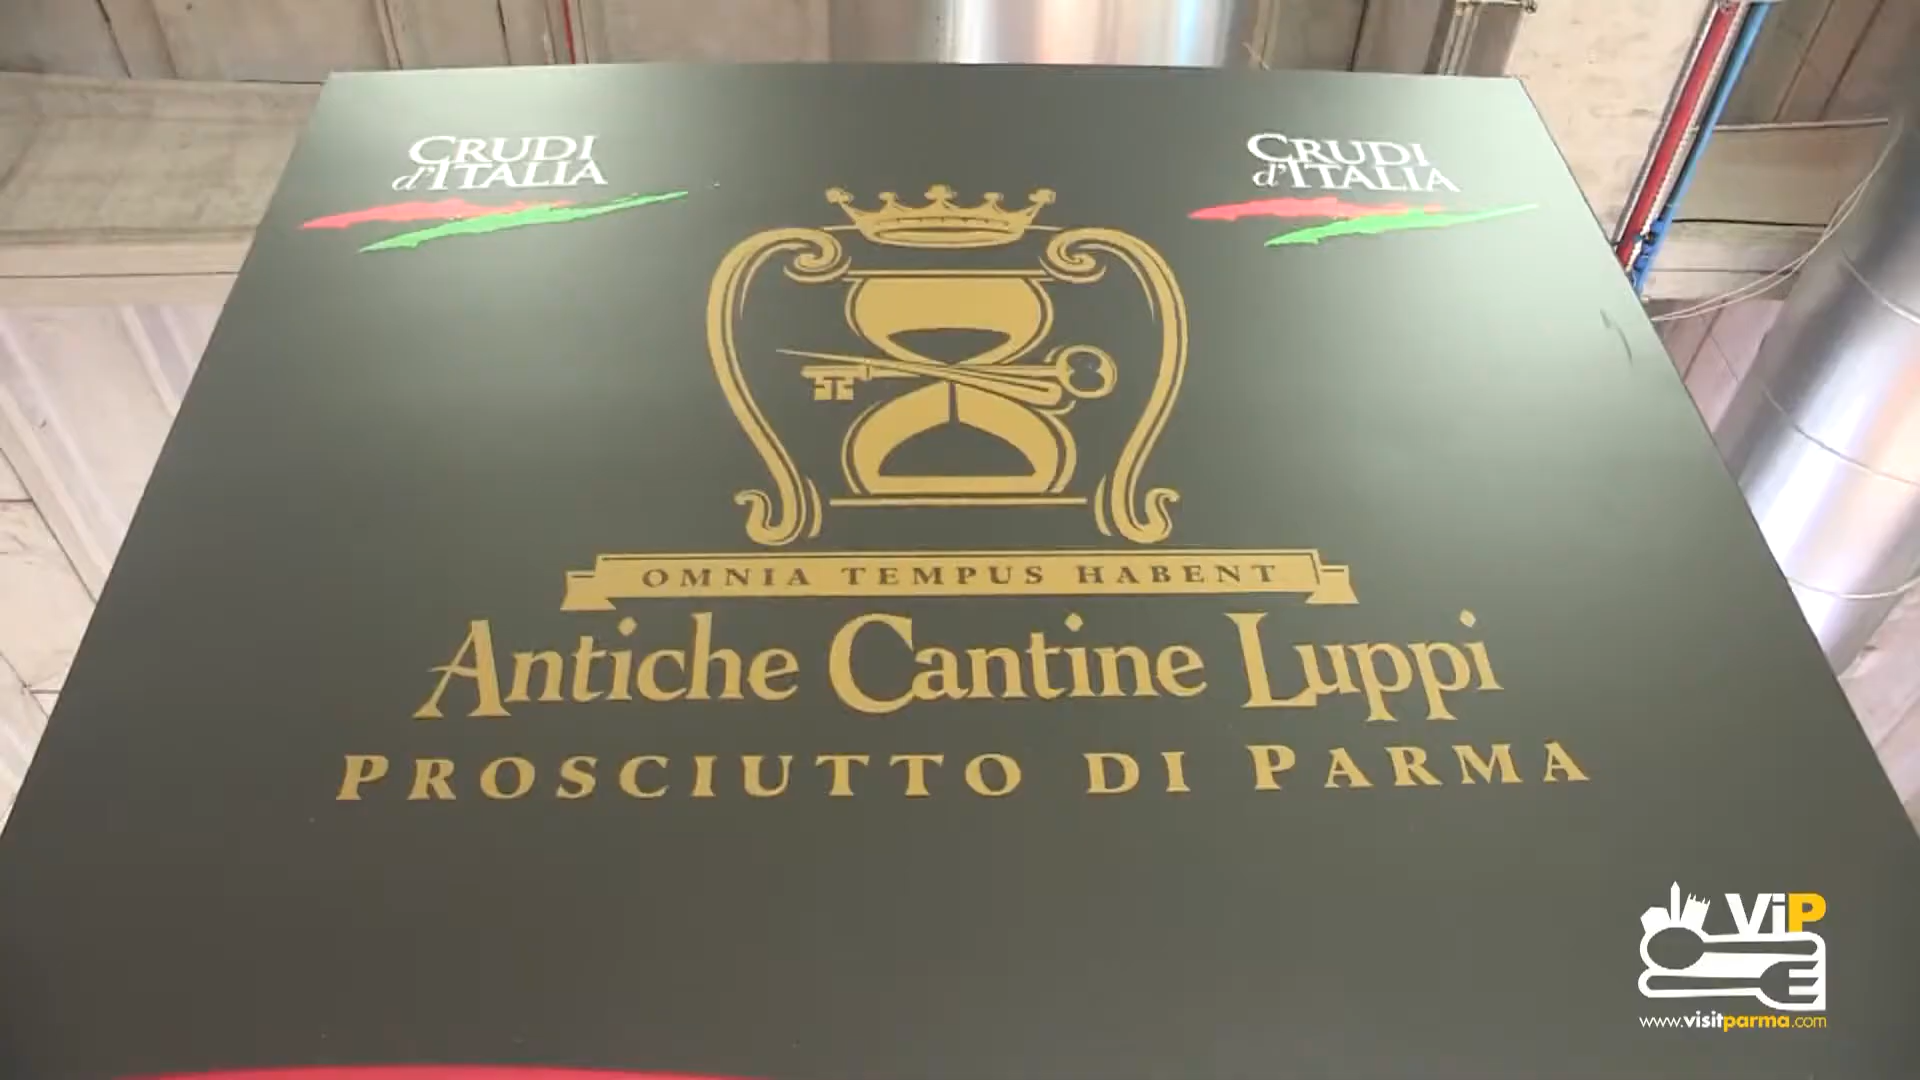 CRUDI
d'ITALIA
CRUDI
d'ITALIA
OMNIA TEMPUS HABENT
Antiche Cantine Luppi
PROSCIUTTO DI PARMA
ViP
www.visitparma.com